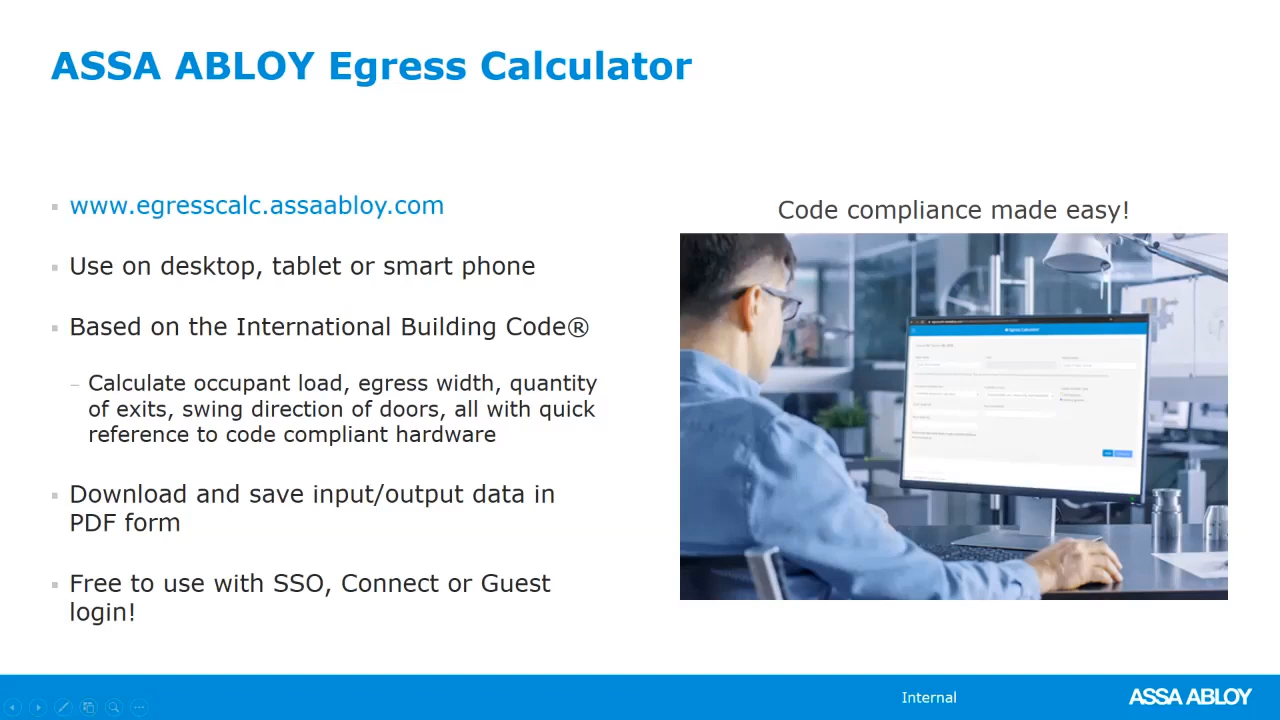 ASSA ABLOY Egress Calculator
www.egresscalc.assaabloy.com
Use on desktop, tablet or smart phone
Based on the International Building Code®
– Calculate occupant load, egress width, quantity
of exits, swing direction of doors, all with quick
reference to code compliant hardware
Download and save input/output data in
PDF form
Free to use with SSO, Connect or Guest
login!
Code compliance made easy!
Egress Calculator
Internal
ASSA ABLOY